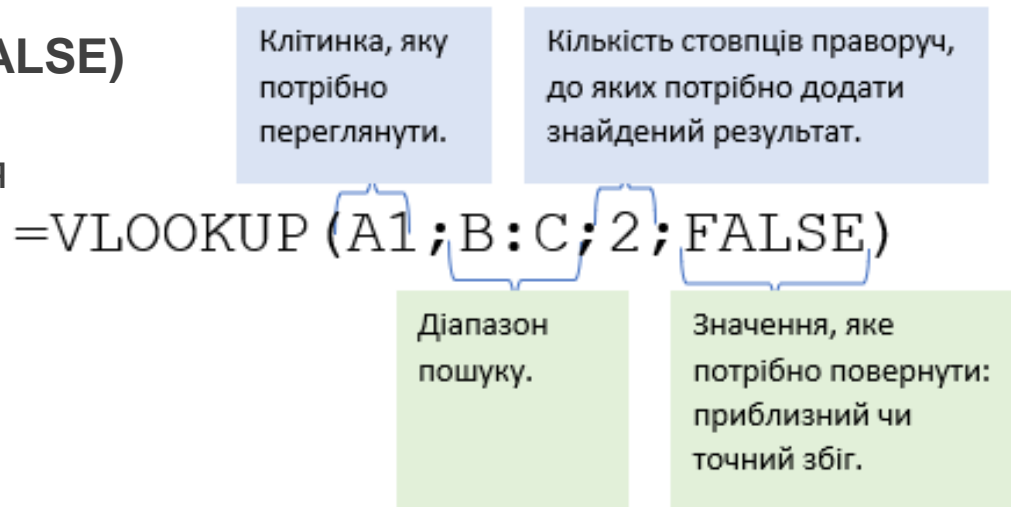 ALSE)
Клітинка, яку
потрібно
переглянути.
Кількість стовпців праворуч,
до яких потрібно додати
знайдений результат.
я
=VLOOKUP(A1;B:C;2;FALSE)
Діапазон
пошуку.
Значення, яке
потрібно повернути:
приблизний чи
точний збіг.